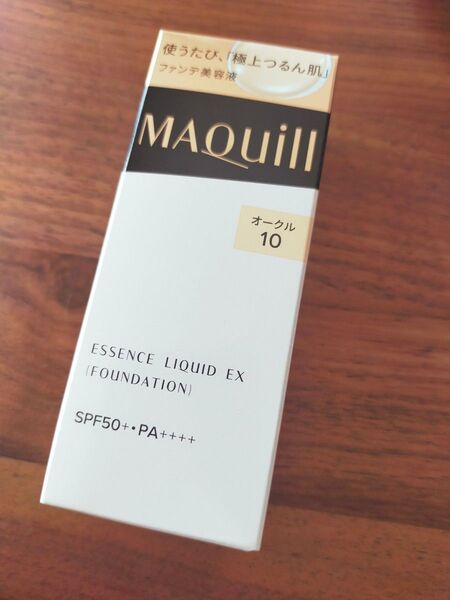 使うたび、「極上つるん肌」
ファンデ美容液
MAQuill
オークル
10
ESSENCE LIQUID EX
(FOUNDATION)
SPF50+•PA++++